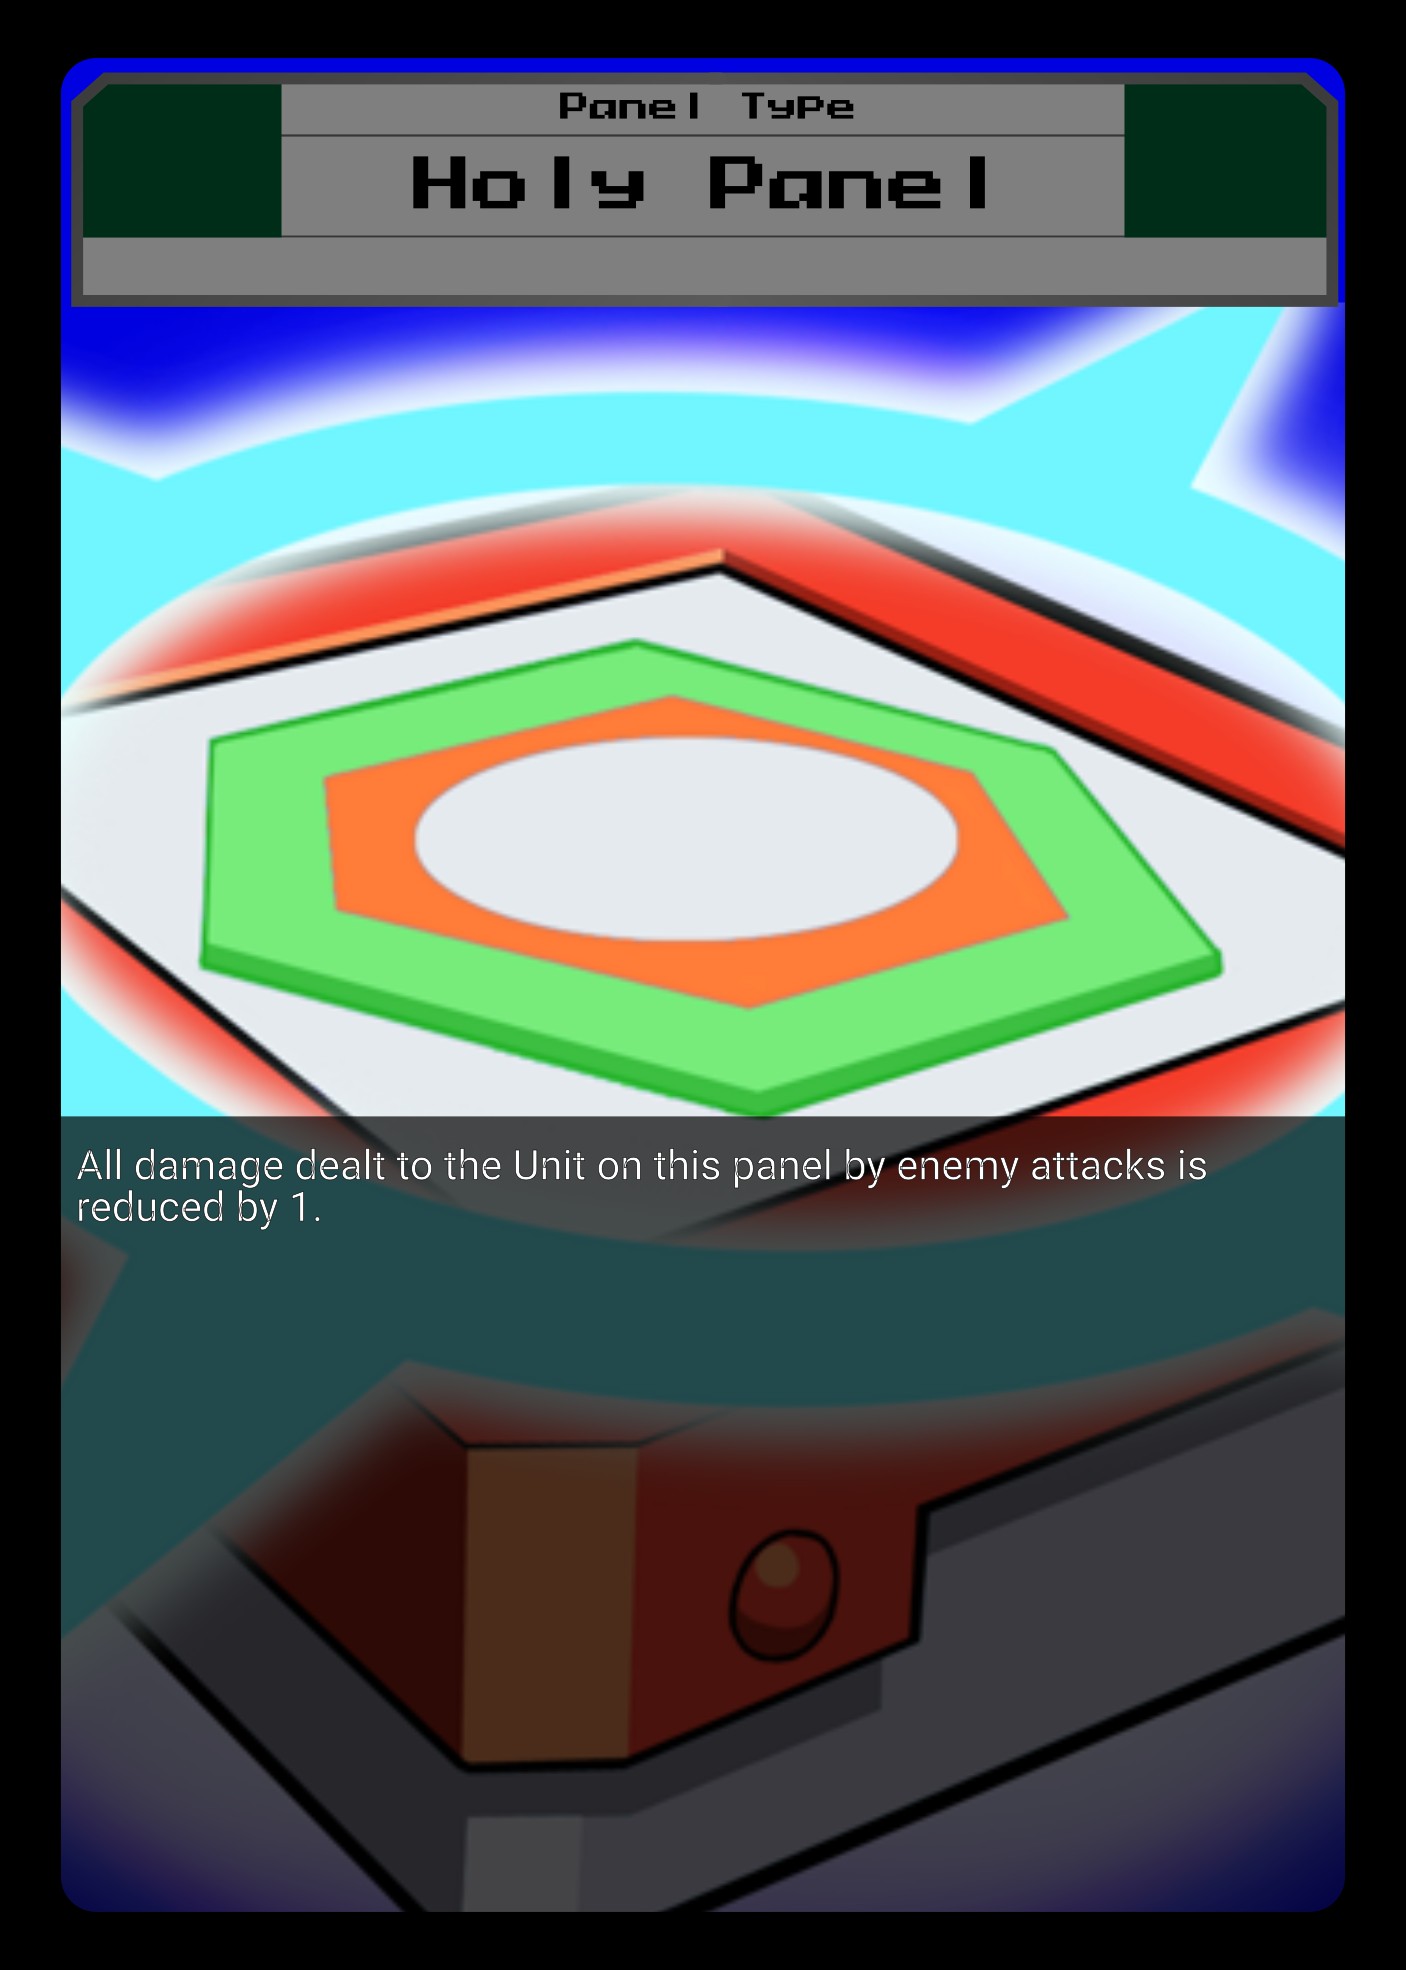 Panel Type
Holy Panel
All damage dealt to the Unit on this panel by enemy attacks is
reduced by 1.